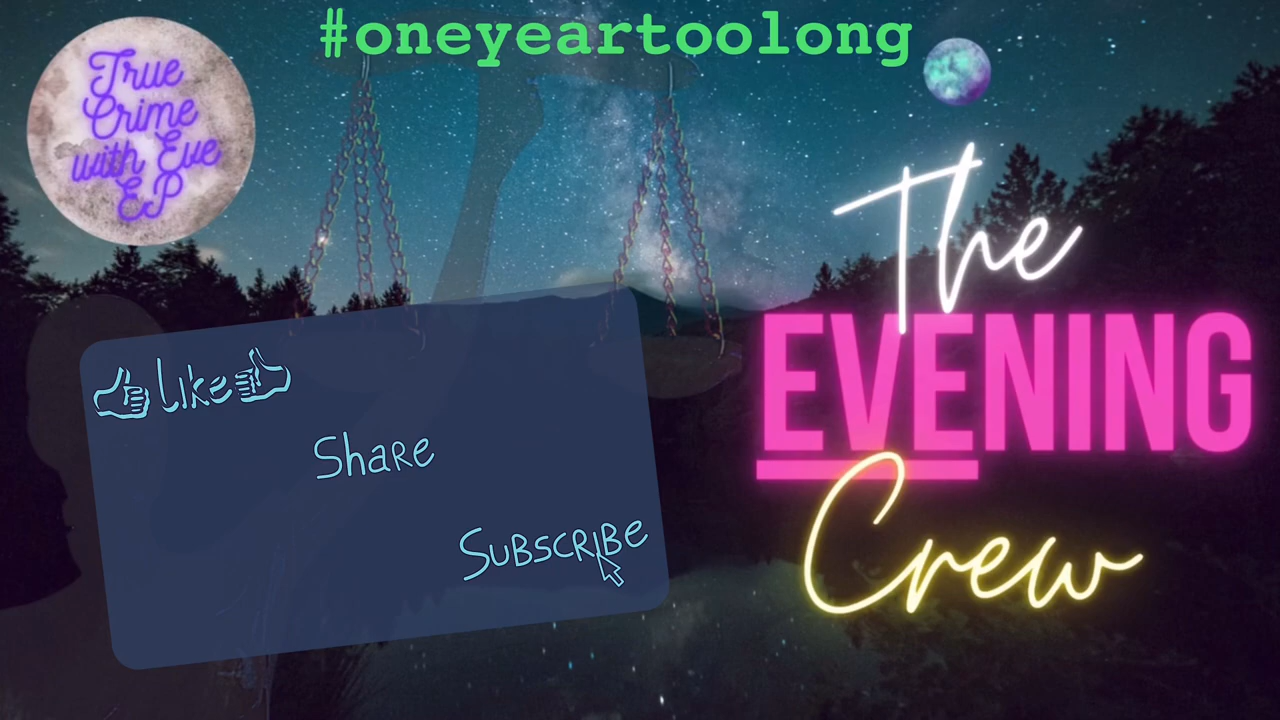 #oneyeartoolong
True
Crime
with Eve
EP
The
EVENING
Crew
Like
Share
Subscribe